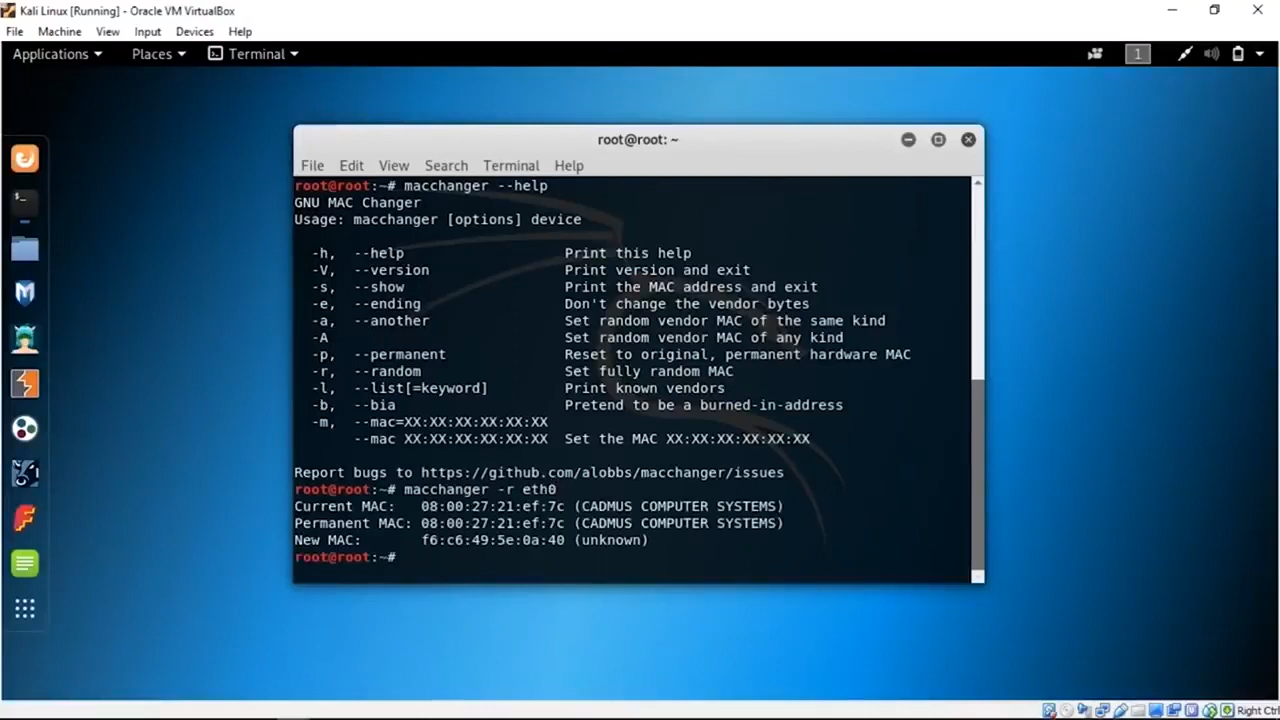 Kali Linux [Running] - Oracle VM VirtualBox
File Machine View Input Devices Help
Applications Places Terminal 1
root@root: ~
File Edit View Search Terminal Help
root@root:~# macchanger --help
GNU MAC Changer
Usage: macchanger [options] device
-h, --help Print this help
-V, --version Print version and exit
-s, --show Print the MAC address and exit
-e, --ending Don't change the vendor bytes
-a, --another Set random vendor MAC of the same kind
-A Set random vendor MAC of any kind
-p, --permanent Reset to original, permanent hardware MAC
-r, --random Set fully random MAC
-l, --list[=keyword] Print known vendors
-b, --bia Pretend to be a burned-in-address
-m, --mac=XX:XX:XX:XX:XX:XX
--mac XX:XX:XX:XX:XX:XX Set the MAC XX:XX:XX:XX:XX:XX
Report bugs to https://github.com/alobbs/macchanger/issues
root@root:~# macchanger -r eth0
Current MAC: 08:00:27:21:ef:7c (CADMUS COMPUTER SYSTEMS)
Permanent MAC: 08:00:27:21:ef:7c (CADMUS COMPUTER SYSTEMS)
New MAC: f6:c6:49:5e:0a:40 (unknown)
root@root:~#
Right Ctrl